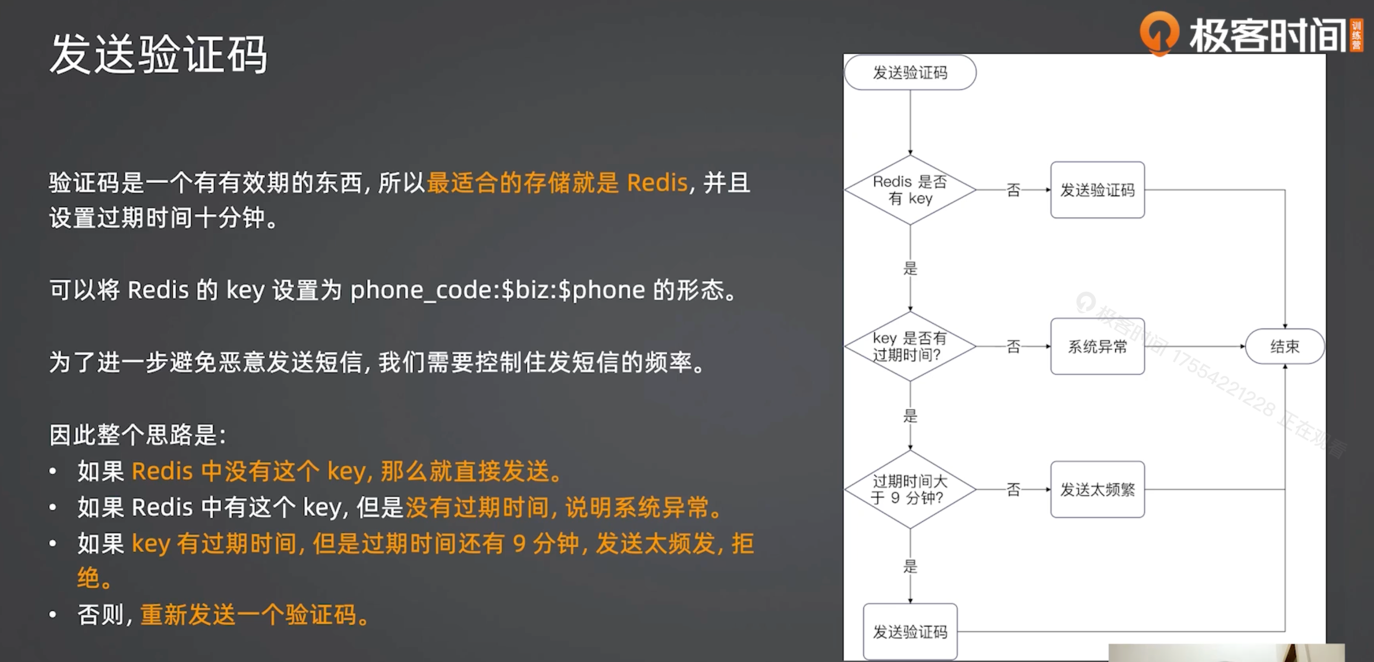 发送验证码
极客时间 训练营
验证码是一个有有效期的东西, 所以最适合的存储就是 Redis, 并且
设置过期时间十分钟。
可以将 Redis 的 key 设置为 phone_code:$biz:$phone 的形态。
为了进一步避免恶意发送短信, 我们需要控制住发短信的频率。
因此整个思路是:
• 如果 Redis 中没有这个 key, 那么就直接发送。
• 如果 Redis 中有这个 key, 但是没有过期时间, 说明系统异常。
• 如果 key 有过期时间, 但是过期时间还有 9 分钟, 发送太频发, 拒
绝。
• 否则, 重新发送一个验证码。
发送验证码
Redis 是否
有 key
否
发送验证码
是
key 是否有
过期时间?
否
系统异常
结束
是
过期时间大
于 9 分钟?
否
发送太频繁
是
发送验证码
极客时间 17554221228 正在观看